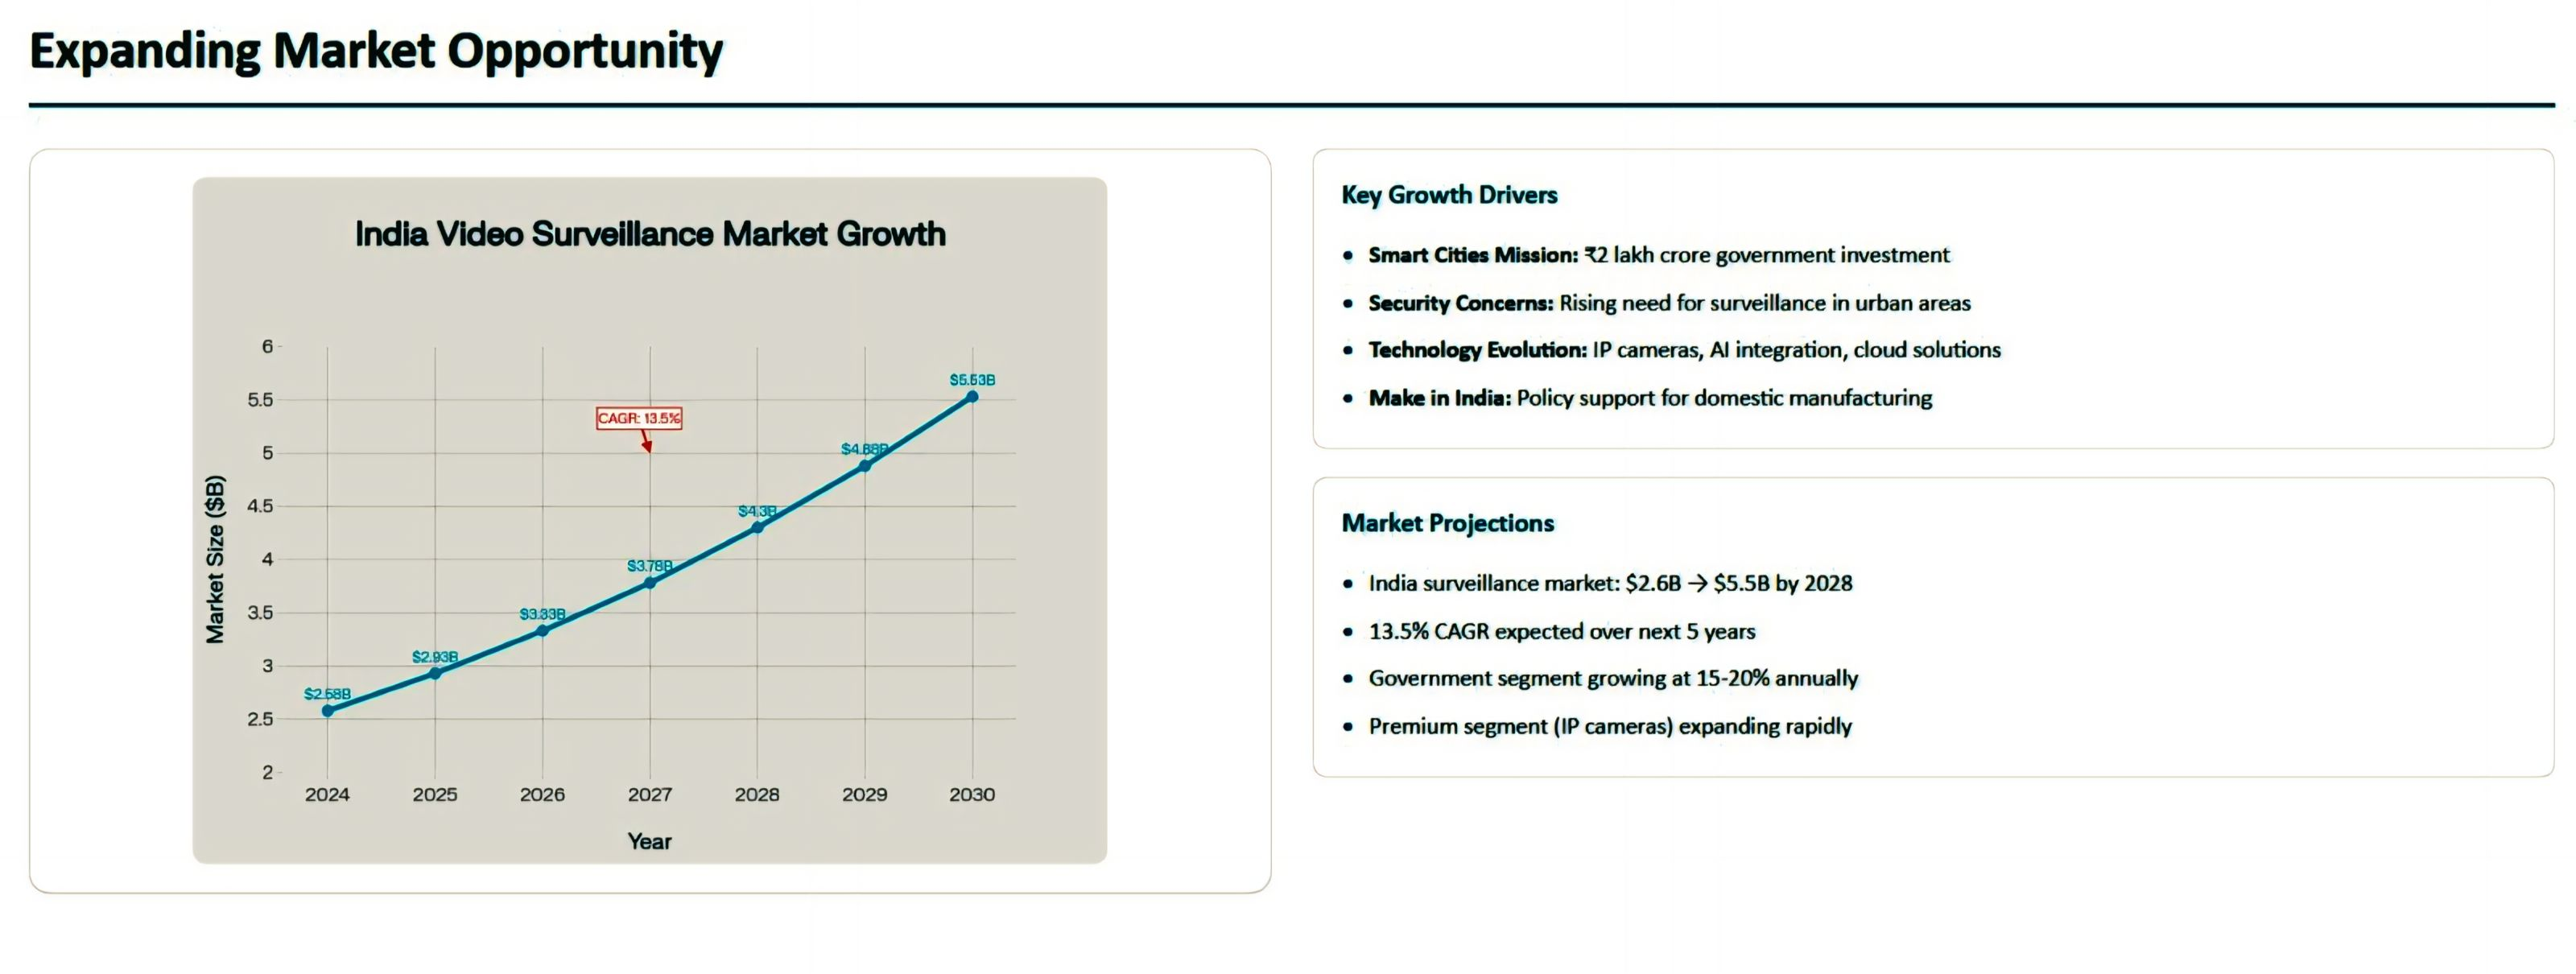 Expanding Market Opportunity
India Video Surveillance Market Growth
6
5.5
5
4.5
4
3.5
3
2.5
2
Market Size ($B)
$2.58B
$2.93B
$3.33B
$3.78B
$4.3B
$4.88B
$5.53B
CAGR: 13.5%
2024 2025 2026 2027 2028 2029 2030
Year
Key Growth Drivers
• Smart Cities Mission: ₹2 lakh crore government investment
• Security Concerns: Rising need for surveillance in urban areas
• Technology Evolution: IP cameras, AI integration, cloud solutions
• Make in India: Policy support for domestic manufacturing
Market Projections
• India surveillance market: $2.6B → $5.5B by 2028
• 13.5% CAGR expected over next 5 years
• Government segment growing at 15-20% annually
• Premium segment (IP cameras) expanding rapidly